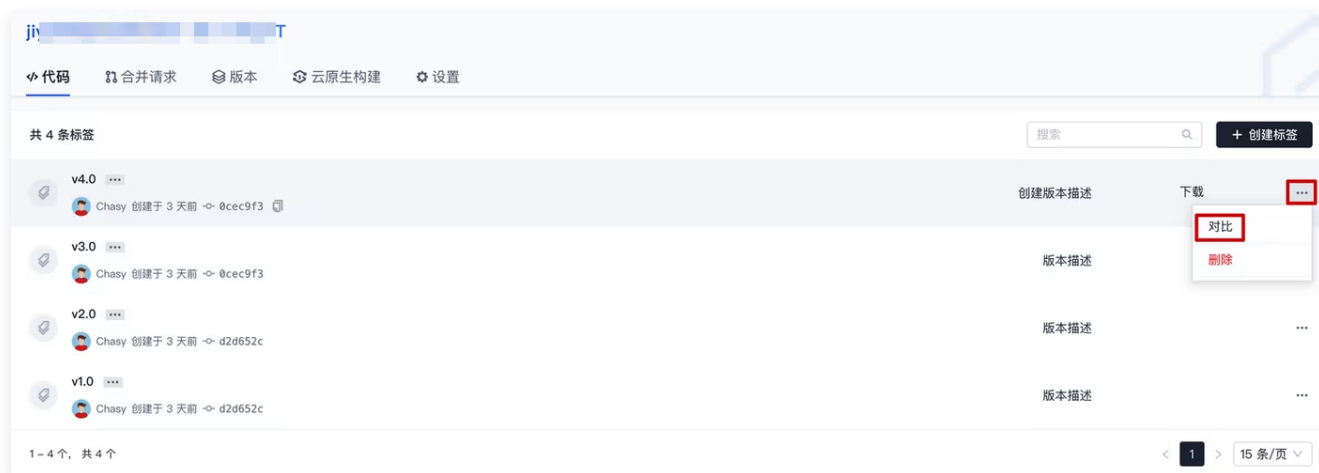 代码 合并请求 版本 云原生构建 设置
共 4 条标签 搜索 + 创建标签
v4.0 ···
Chasy 创建于 3 天前 0cec9f3 创建版本描述 下载 ···
对比
v3.0 ···
Chasy 创建于 3 天前 0cec9f3 版本描述 删除
v2.0 ···
Chasy 创建于 3 天前 d2d652c 版本描述 ···
v1.0 ···
Chasy 创建于 3 天前 d2d652c 版本描述 ···
1 – 4 个, 共 4 个 < 1 > 15 条/页